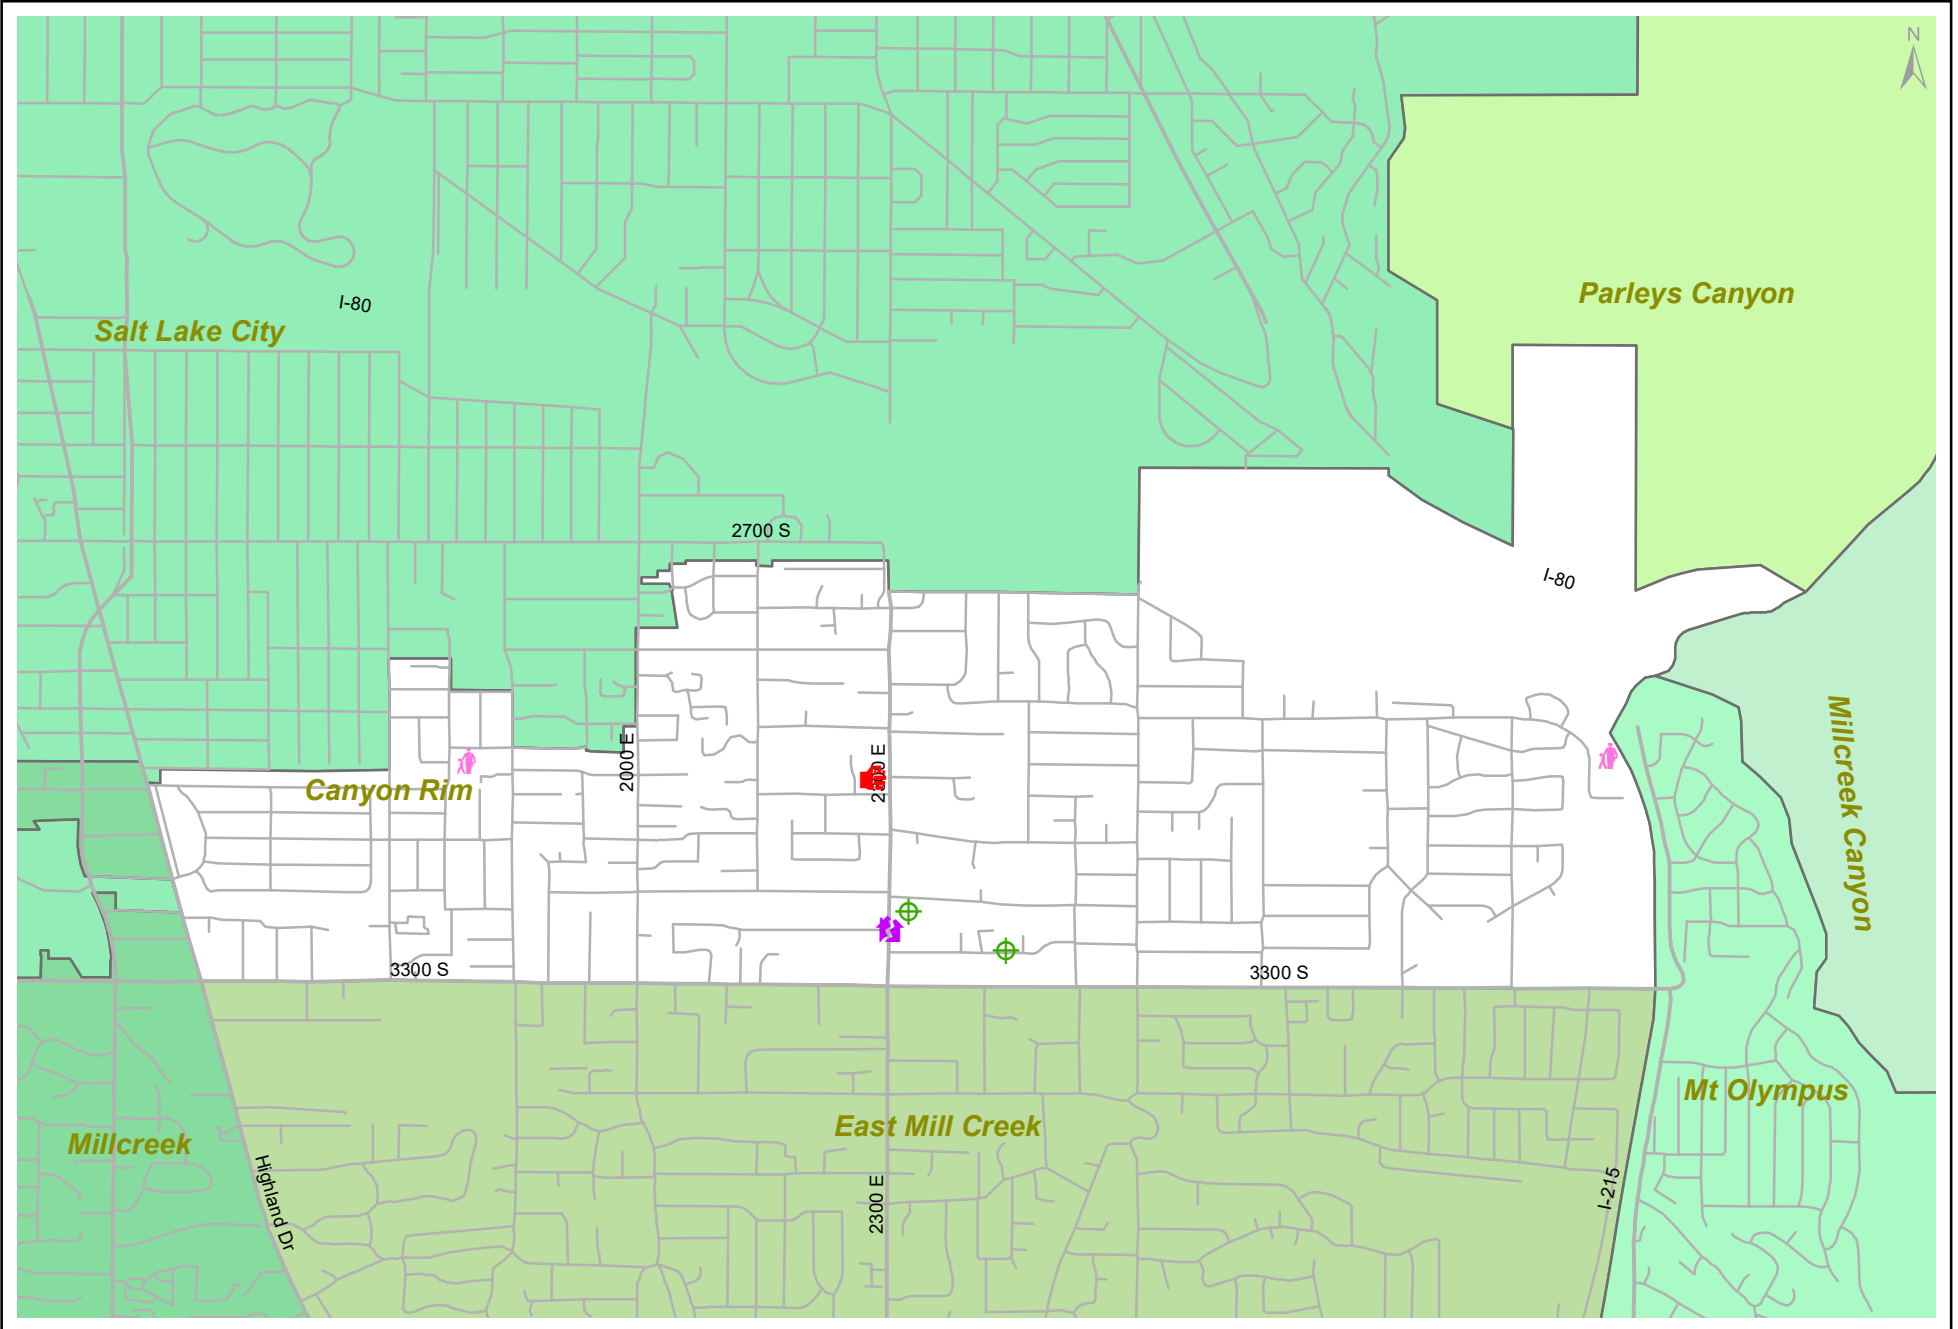 N
Parleys Canyon
I-80
Salt Lake City
2700 S
I-80
Millcreek Canyon
2000 E
2300 E
Canyon Rim
3300 S
3300 S
Mt Olympus
East Mill Creek
Millcreek
Highland Dr
2300 E
I-215